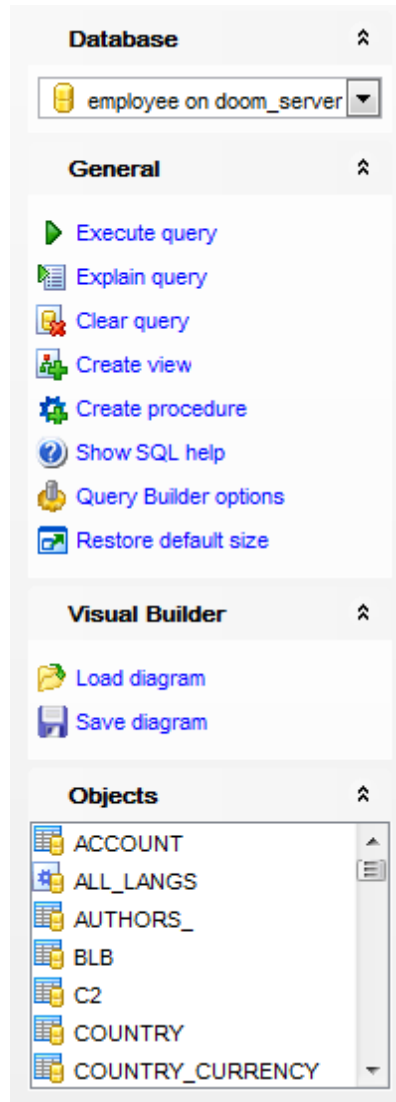 Database
employee on doom_server
General
Execute query
Explain query
Clear query
Create view
Create procedure
Show SQL help
Query Builder options
Restore default size
Visual Builder
Load diagram
Save diagram
Objects
ACCOUNT
ALL_LANGS
AUTHORS_
BLB
C2
COUNTRY
COUNTRY_CURRENCY